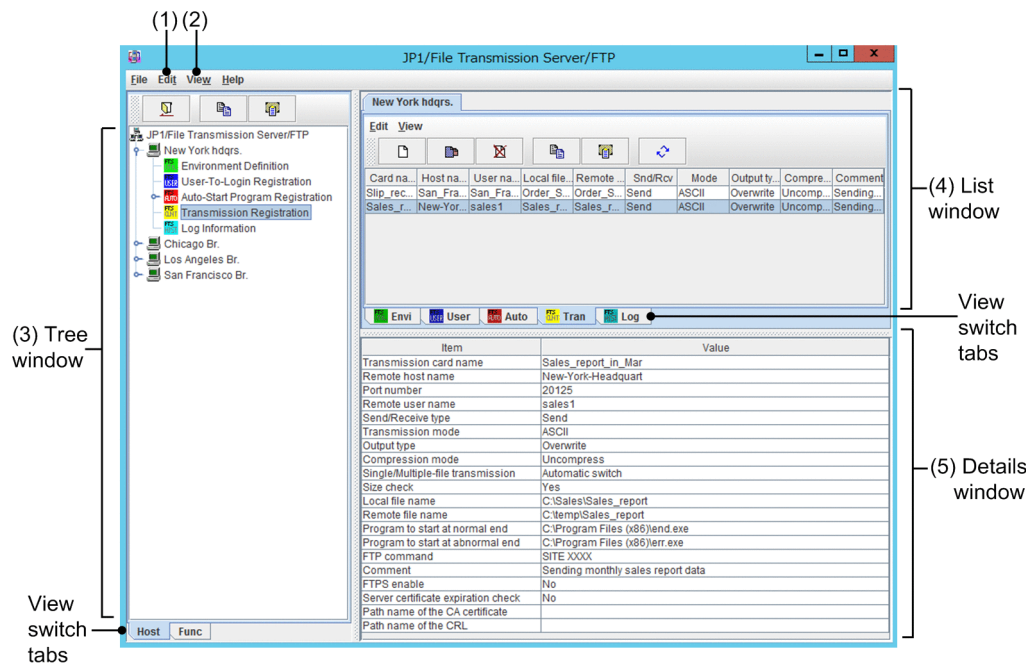 (1) (2)
JP1/File Transmission Server/FTP
File Edit View Help
JP1/File Transmission Server/FTP
New York hdqrs.
Environment Definition
User-To-Login Registration
Auto-Start Program Registration
Transmission Registration
Log Information
Chicago Br.
Los Angeles Br.
San Francisco Br.
Host Func
New York hdqrs.
Edit View
Card na... Host na... User na... Local file... Remote ... Snd/Rcv Mode Output ty... Compre... Comment
Slip_rec... San_Fra... San_Fra... Order_S... Order_S... Send ASCII Overwrite Uncomp... Sending...
Sales_r... New-Yor... sales1 Sales_r... Sales_r... Send ASCII Overwrite Uncomp... Sending...
Envi User Auto Tran Log
Item Value
Transmission card name Sales_report_in_Mar
Remote host name New-York-Headquart
Port number 20125
Remote user name sales1
Send/Receive type Send
Transmission mode ASCII
Output type Overwrite
Compression mode Uncompress
Single/Multiple-file transmission Automatic switch
Size check Yes
Local file name C:\Sales\Sales_report
Remote file name C:\temp\Sales_report
Program to start at normal end C:\Program Files (x86)\end.exe
Program to start at abnormal end C:\Program Files (x86)\err.exe
FTP command SITE XXXX
Comment Sending monthly sales report data
FTPS enable No
Server certificate expiration check No
Path name of the CA certificate
Path name of the CRL
(3) Tree
window
View
switch
tabs
(4) List
window
View
switch
tabs
(5) Details
window